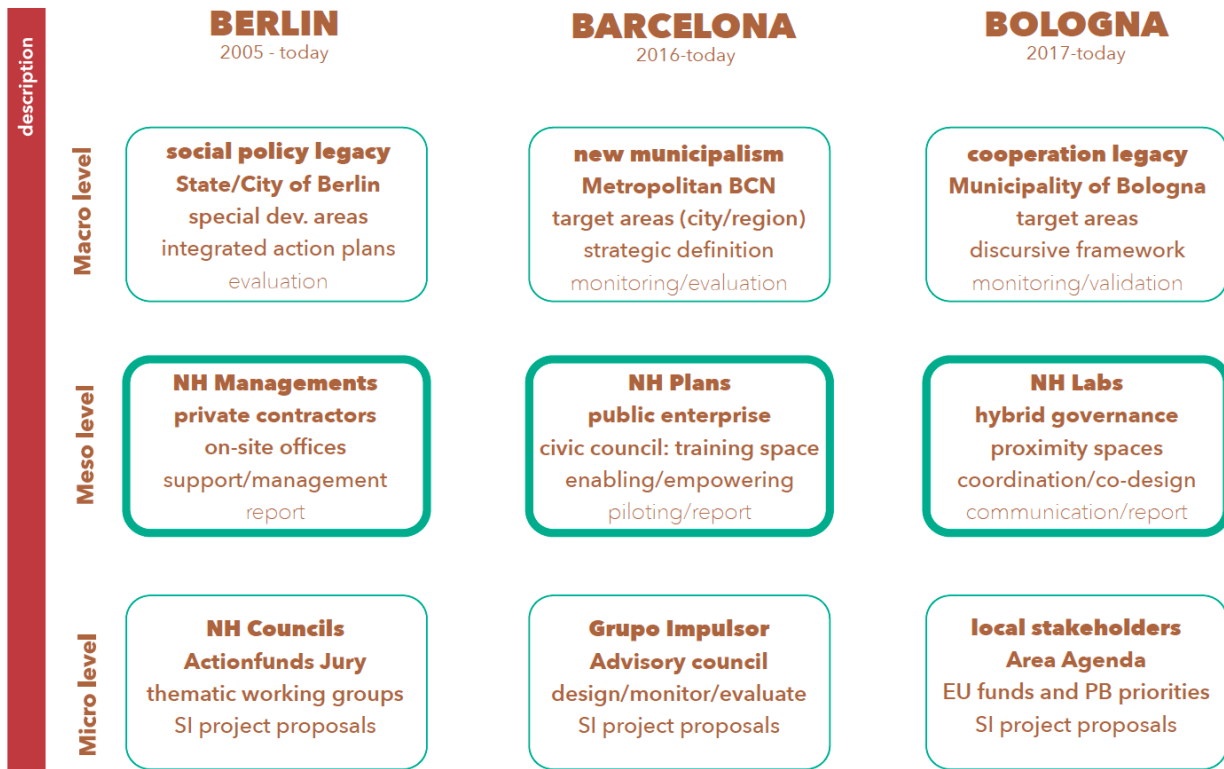 description
BERLIN
2005 - today
BARCELONA
2016-today
BOLOGNA
2017-today
Macro level
social policy legacy
State/City of Berlin
special dev. areas
integrated action plans
evaluation
new municipalism
Metropolitan BCN
target areas (city/region)
strategic definition
monitoring/evaluation
cooperation legacy
Municipality of Bologna
target areas
discursive framework
monitoring/validation
Meso level
NH Managements
private contractors
on-site offices
support/management
report
NH Plans
public enterprise
civic council: training space
enabling/empowering
piloting/report
NH Labs
hybrid governance
proximity spaces
coordination/co-design
communication/report
Micro level
NH Councils
Actionfunds Jury
thematic working groups
SI project proposals
Grupo Impulsor
Advisory council
design/monitor/evaluate
SI project proposals
local stakeholders
Area Agenda
EU funds and PB priorities
SI project proposals